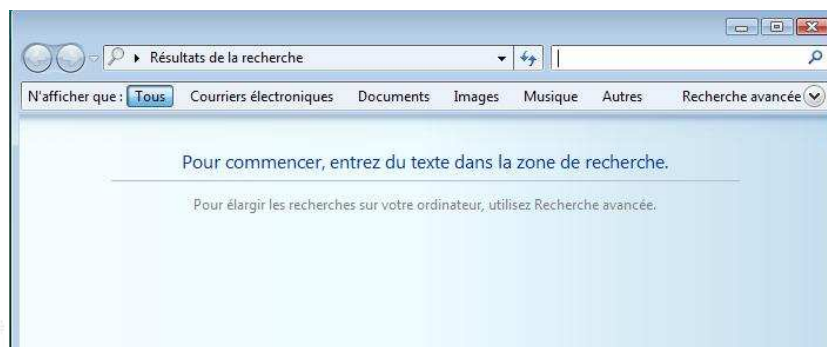 Résultats de la recherche
N'afficher que : Tous Courriers électroniques Documents Images Musique Autres Recherche avancée
Pour commencer, entrez du texte dans la zone de recherche.
Pour élargir les recherches sur votre ordinateur, utilisez Recherche avancée.